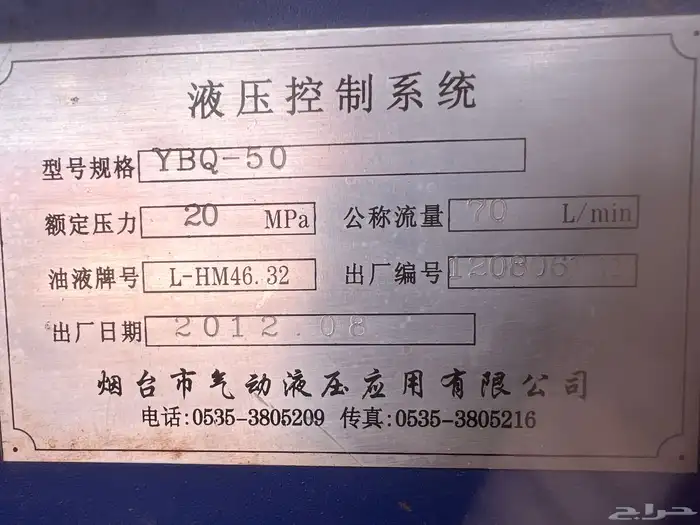 液压控制系统
型号规格 YBQ-50
额定压力 20 MPa 公称流量 70 L/min
油液牌号 L-HM46.32 出厂编号
出厂日期 2012.08
烟台市气动液压应用有限公司
电话:0535-3805209 传真:0535-3805216
حراج